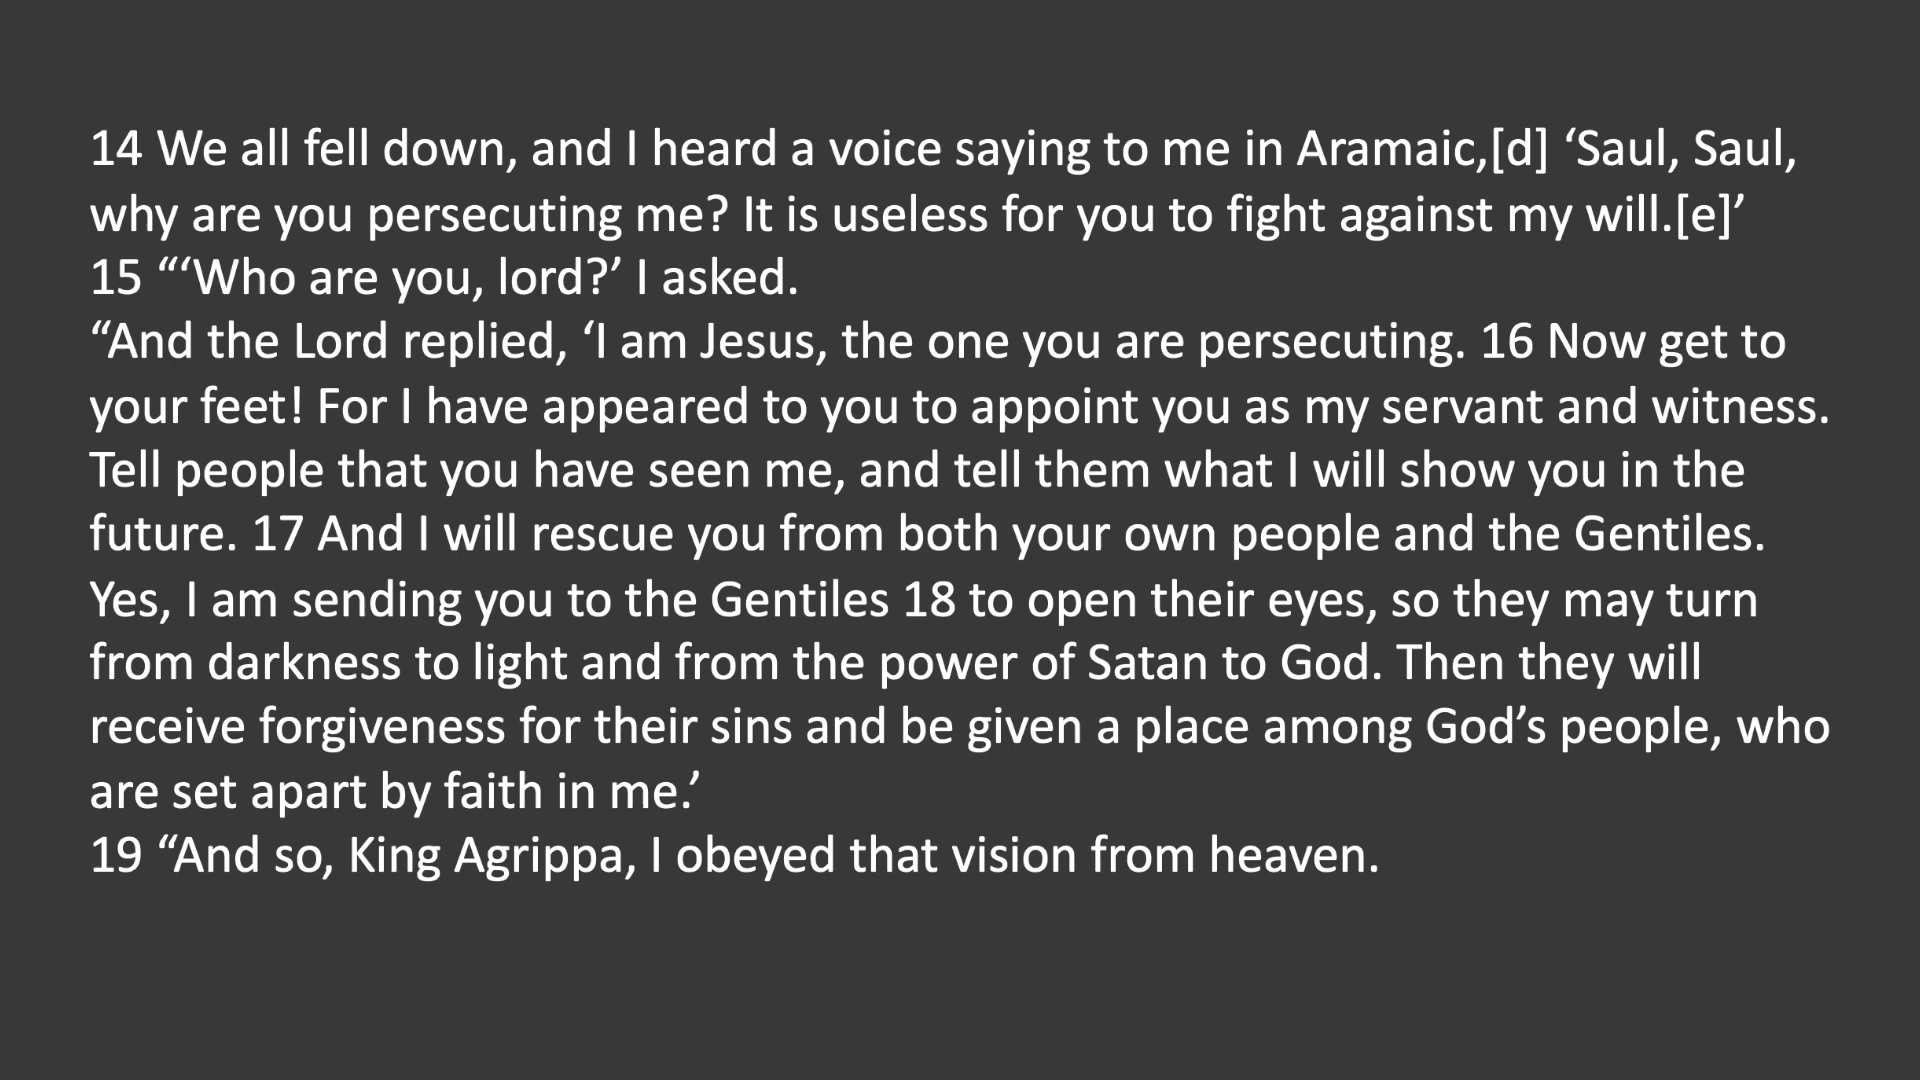 14 We all fell down, and I heard a voice saying to me in Aramaic,[d] ‘Saul, Saul,
why are you persecuting me? It is useless for you to fight against my will.[e]’
15 “‘Who are you, lord?’ I asked.
“And the Lord replied, ‘I am Jesus, the one you are persecuting. 16 Now get to
your feet! For I have appeared to you to appoint you as my servant and witness.
Tell people that you have seen me, and tell them what I will show you in the
future. 17 And I will rescue you from both your own people and the Gentiles.
Yes, I am sending you to the Gentiles 18 to open their eyes, so they may turn
from darkness to light and from the power of Satan to God. Then they will
receive forgiveness for their sins and be given a place among God’s people, who
are set apart by faith in me.’
19 “And so, King Agrippa, I obeyed that vision from heaven.